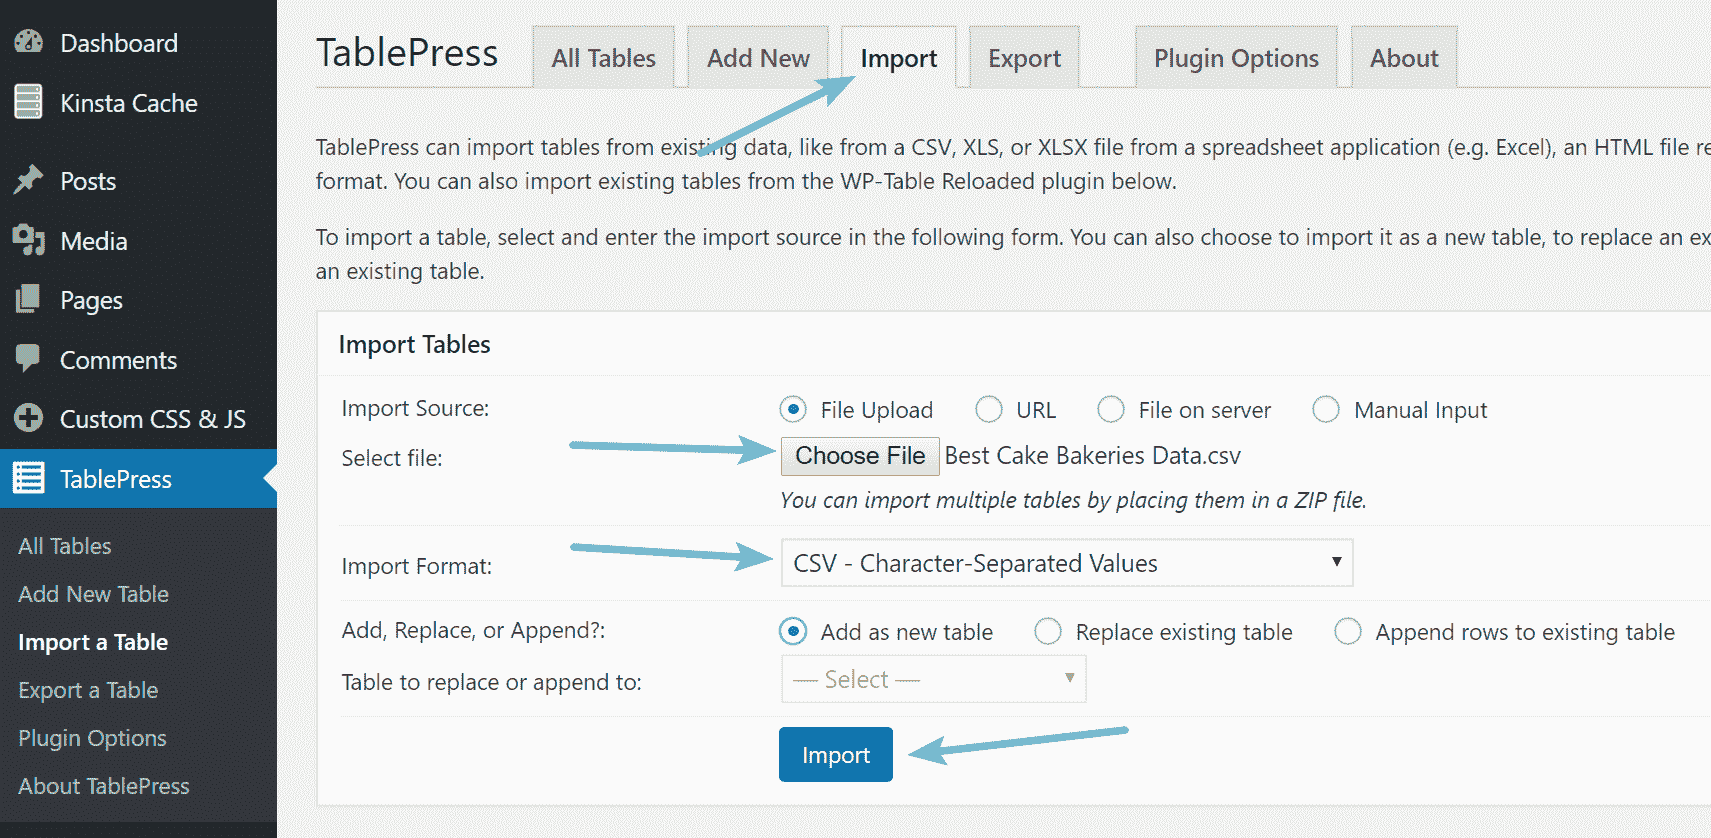 Dashboard
Kinsta Cache
Posts
Media
Pages
Comments
Custom CSS & JS
TablePress
All Tables
Add New Table
Import a Table
Export a Table
Plugin Options
About TablePress
TablePress
All Tables
Add New
Import
Export
Plugin Options
About
TablePress can import tables from existing data, like from a CSV, XLS, or XLSX file from a spreadsheet application (e.g. Excel), an HTML file re
format. You can also import existing tables from the WP-Table Reloaded plugin below.
To import a table, select and enter the import source in the following form. You can also choose to import it as a new table, to replace an ex
an existing table.
Import Tables
Import Source: File Upload URL File on server Manual Input
Select file: Choose File Best Cake Bakeries Data.csv
You can import multiple tables by placing them in a ZIP file.
Import Format: CSV - Character-Separated Values
Add, Replace, or Append?: Add as new table Replace existing table Append rows to existing table
Table to replace or append to: — Select —
Import